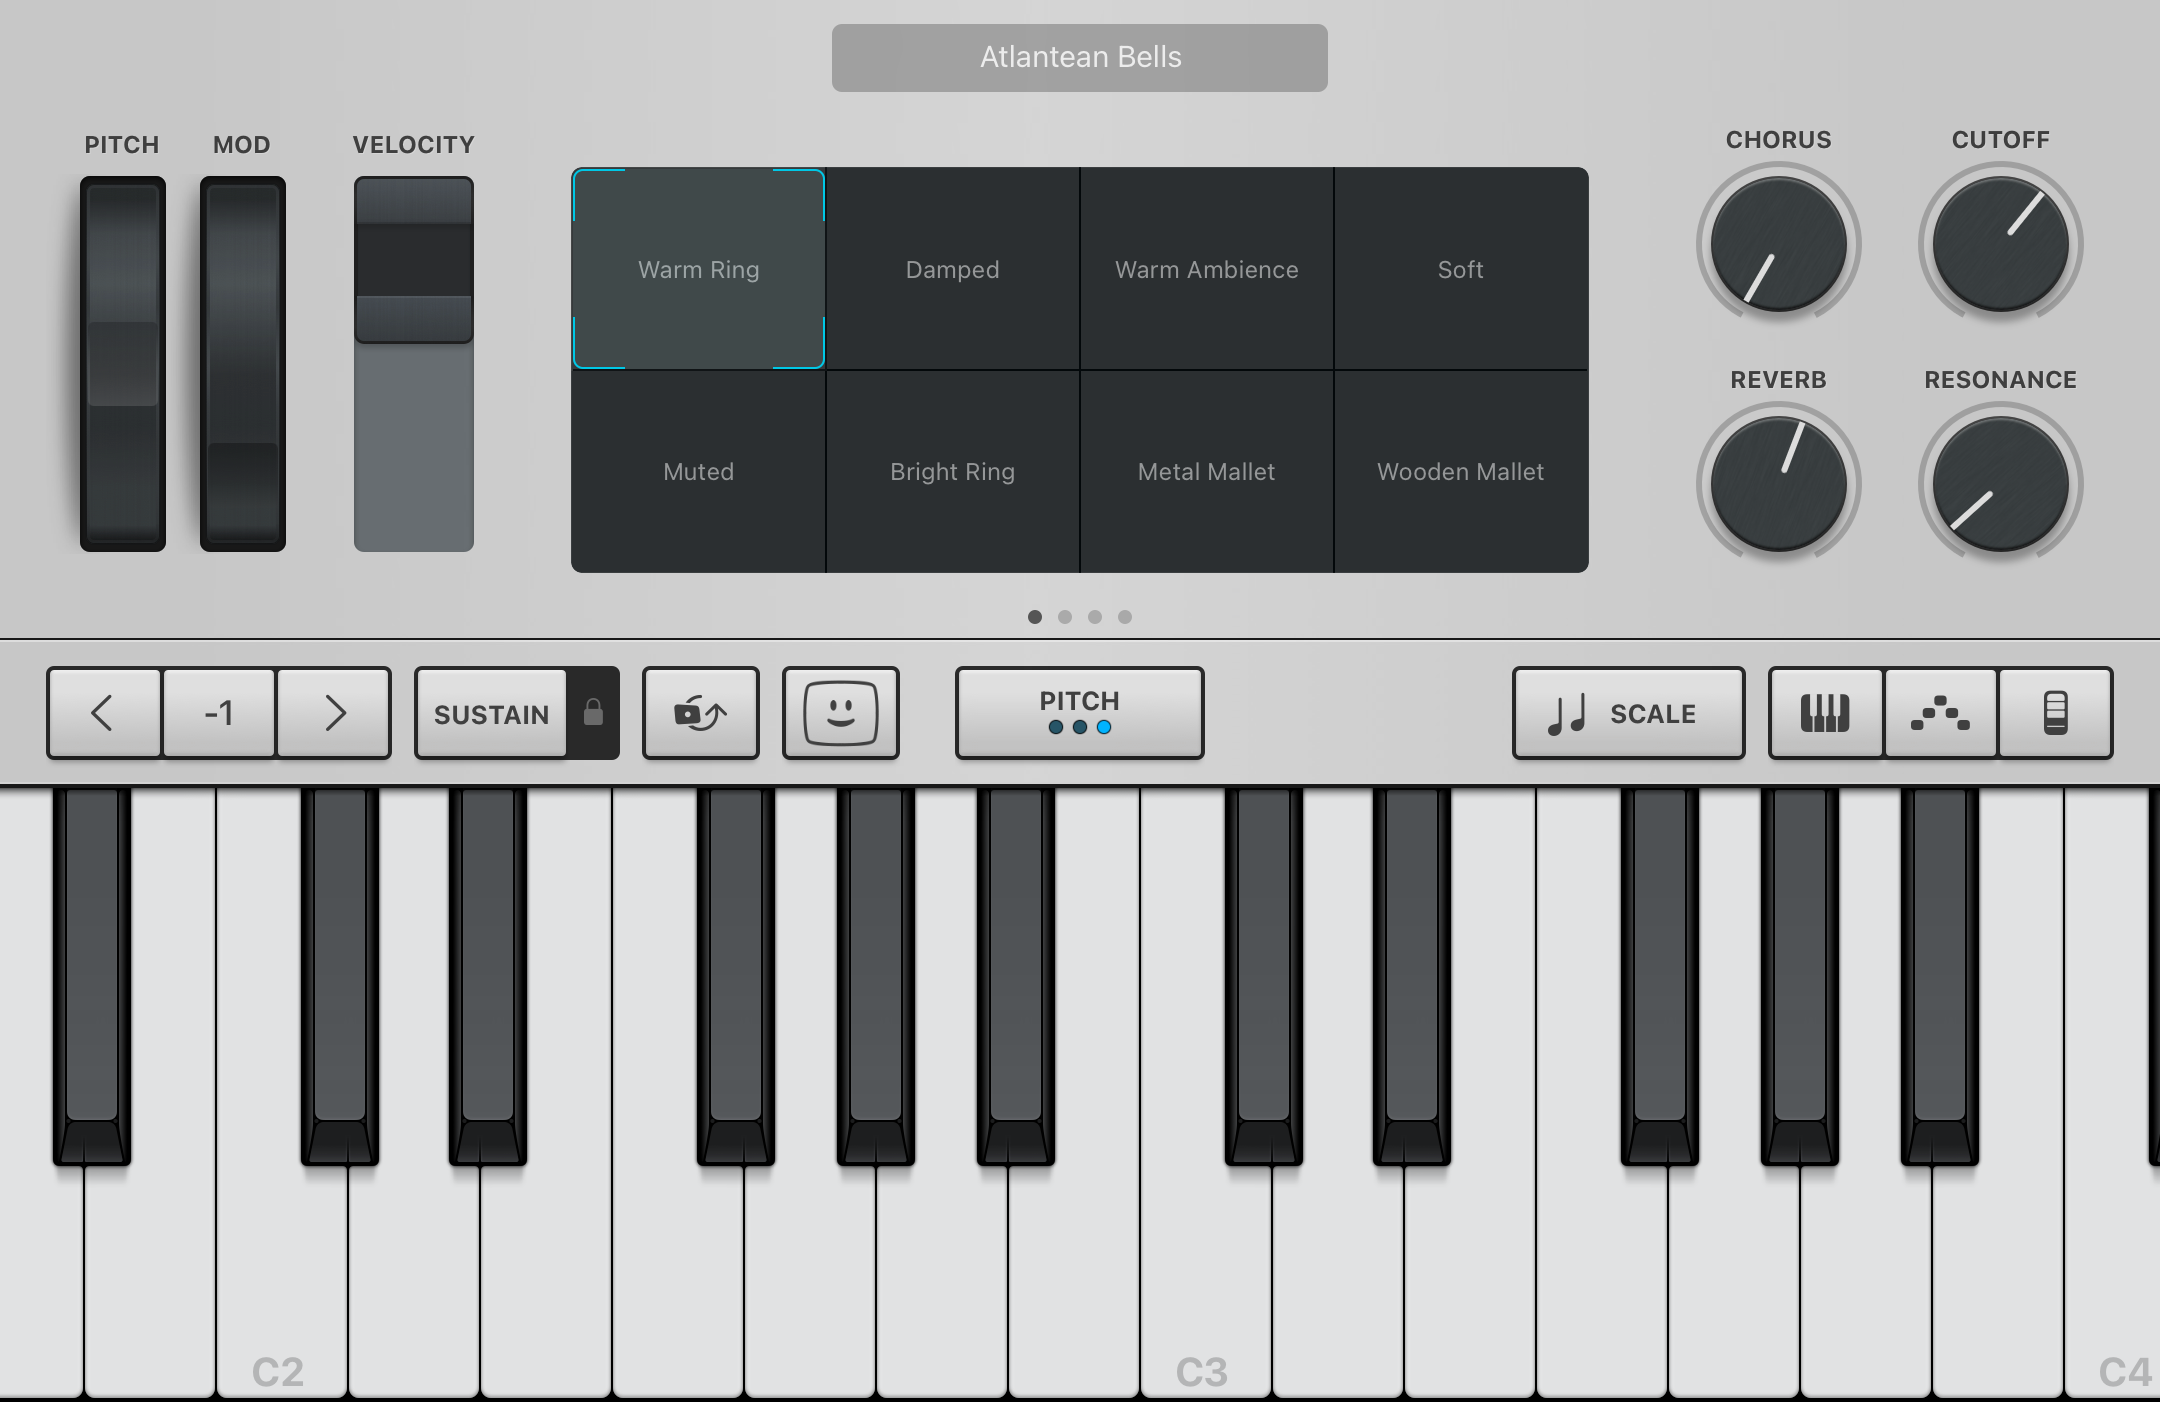 Atlantean Bells
PITCH
MOD
VELOCITY
CHORUS
CUTOFF
Warm Ring
Damped
Warm Ambience
Soft
REVERB
RESONANCE
Muted
Bright Ring
Metal Mallet
Wooden Mallet
-1
SUSTAIN
PITCH
SCALE
C2
C3
C4